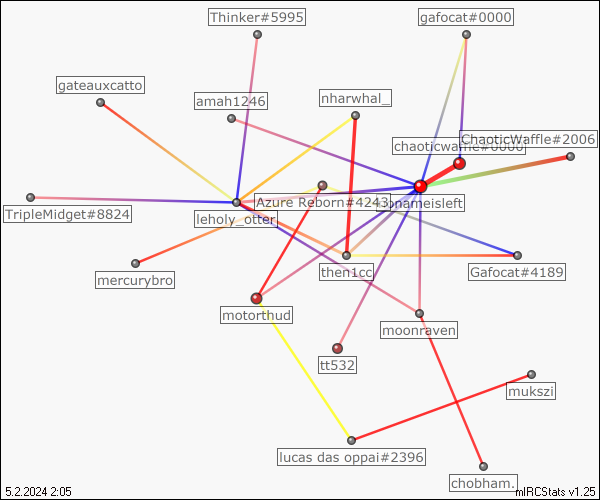 Thinker#5995
gafocat#0000
gateauxcatto
amah1246
nharwhal_
ChaoticWaffle#2006
chaoticwaffle#0000
TripleMidget#8824
leholy_otter
Azure Reborn#4243
nonameisleft
mercurybro
then1cc
Gafocat#4189
motorthud
moonraven
tt532
mukszi
lucas das oppai#2396
chobham.
5.2.2024 2:05
mIRCStats v1.25